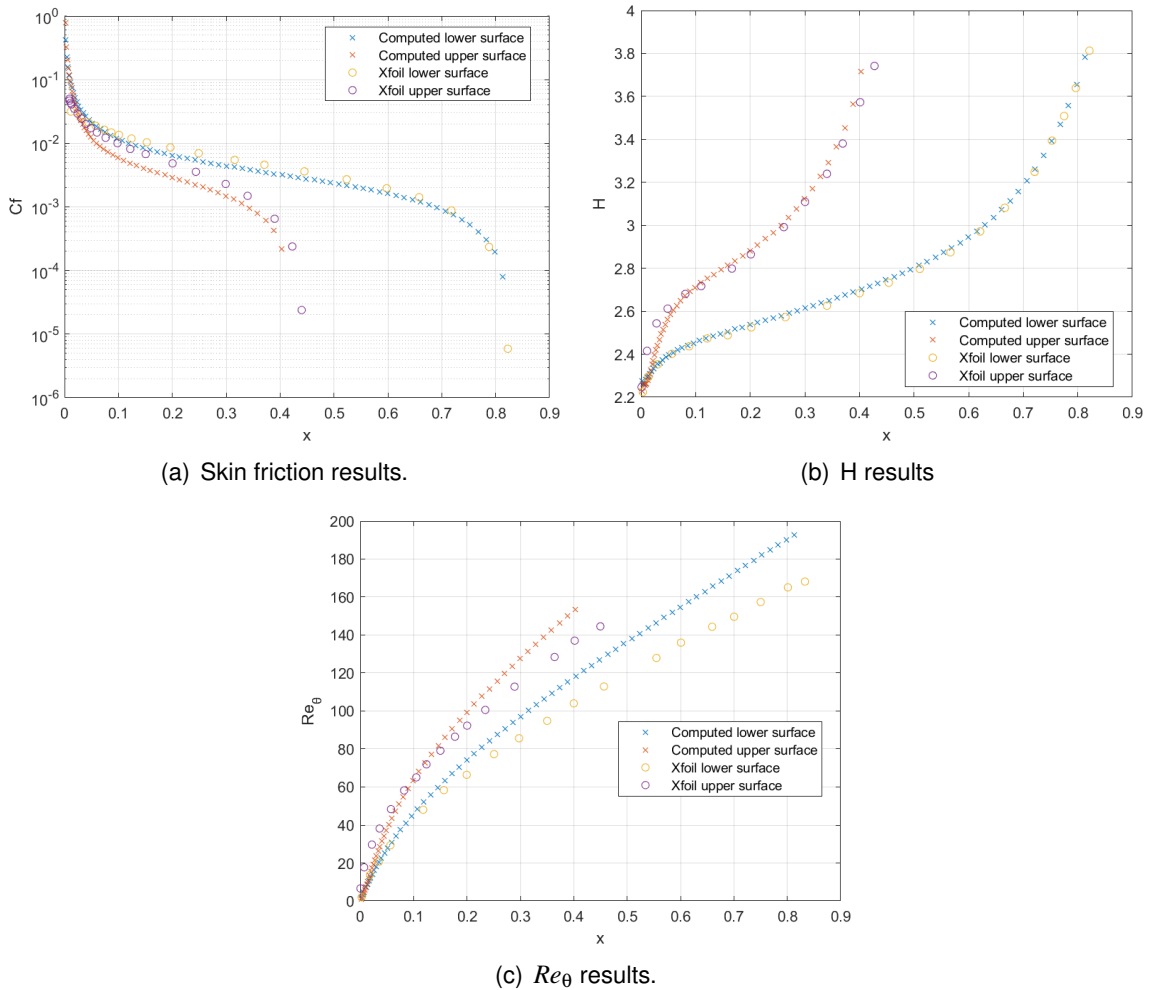 10^0
10^-1
10^-2
10^-3
10^-4
10^-5
10^-6
Cf
0 0.1 0.2 0.3 0.4 0.5 0.6 0.7 0.8 0.9
x
Computed lower surface
Computed upper surface
Xfoil lower surface
Xfoil upper surface
(a) Skin friction results.
4
3.8
3.6
3.4
3.2
3
2.8
2.6
2.4
2.2
H
0 0.1 0.2 0.3 0.4 0.5 0.6 0.7 0.8 0.9
x
Computed lower surface
Computed upper surface
Xfoil lower surface
Xfoil upper surface
(b) H results
200
180
160
140
120
100
80
60
40
20
0
Re_θ
0 0.1 0.2 0.3 0.4 0.5 0.6 0.7 0.8 0.9
x
Computed lower surface
Computed upper surface
Xfoil lower surface
Xfoil upper surface
(c) Re_θ results.